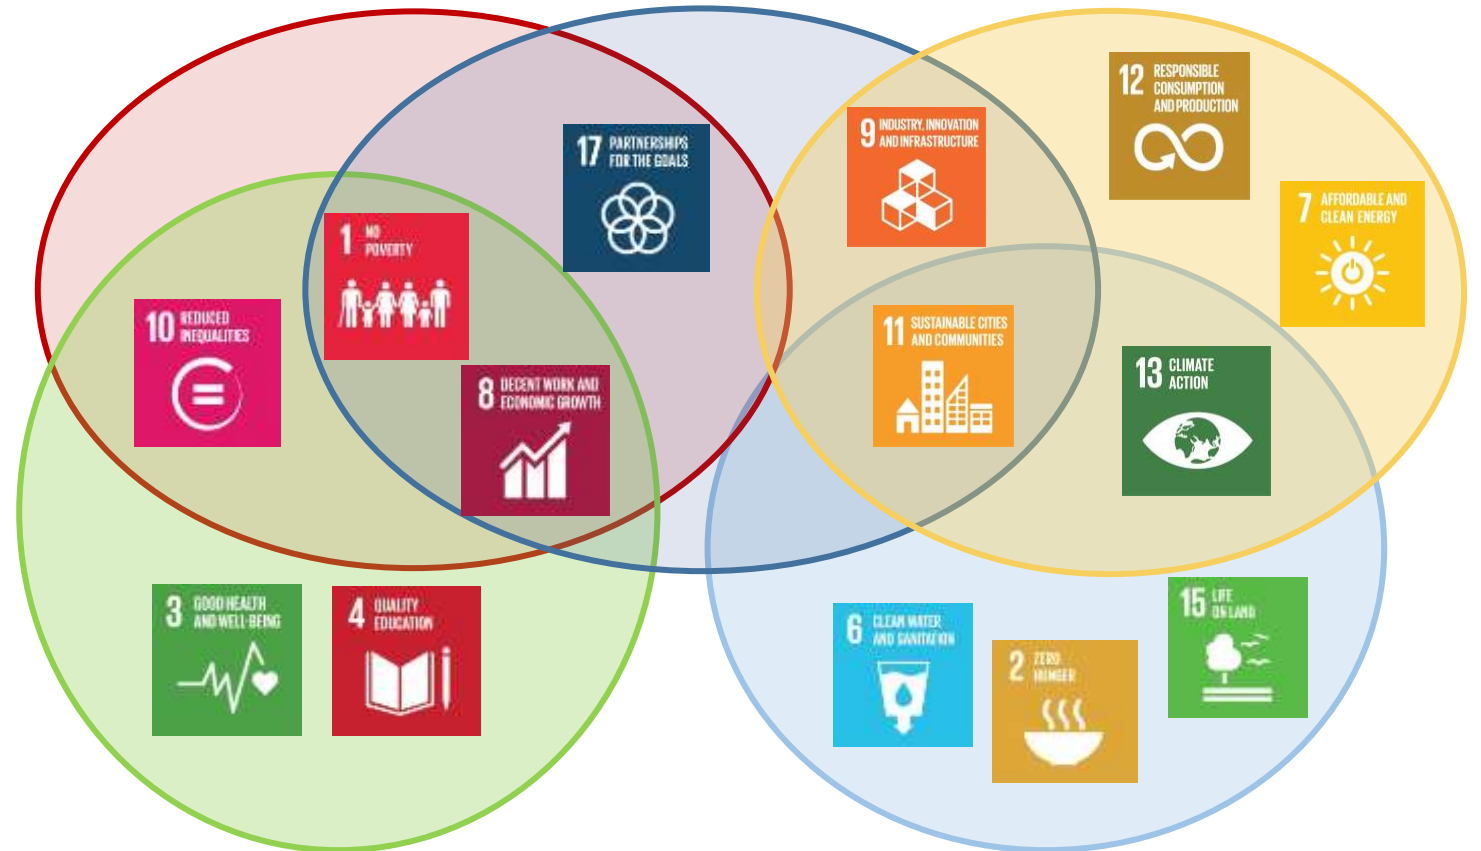 12 RESPONSIBLE
CONSUMPTION
AND PRODUCTION
9 INDUSTRY, INNOVATION
AND INFRASTRUCTURE
17 PARTNERSHIPS
FOR THE GOALS
7 AFFORDABLE AND
CLEAN ENERGY
1 NO
POVERTY
10 REDUCED
INEQUALITIES
11 SUSTAINABLE CITIES
AND COMMUNITIES
13 CLIMATE
ACTION
8 DECENT WORK AND
ECONOMIC GROWTH
3 GOOD HEALTH
AND WELL-BEING
4 QUALITY
EDUCATION
6 CLEAN WATER
AND SANITATION
2 ZERO
HUNGER
15 LIFE
ON LAND